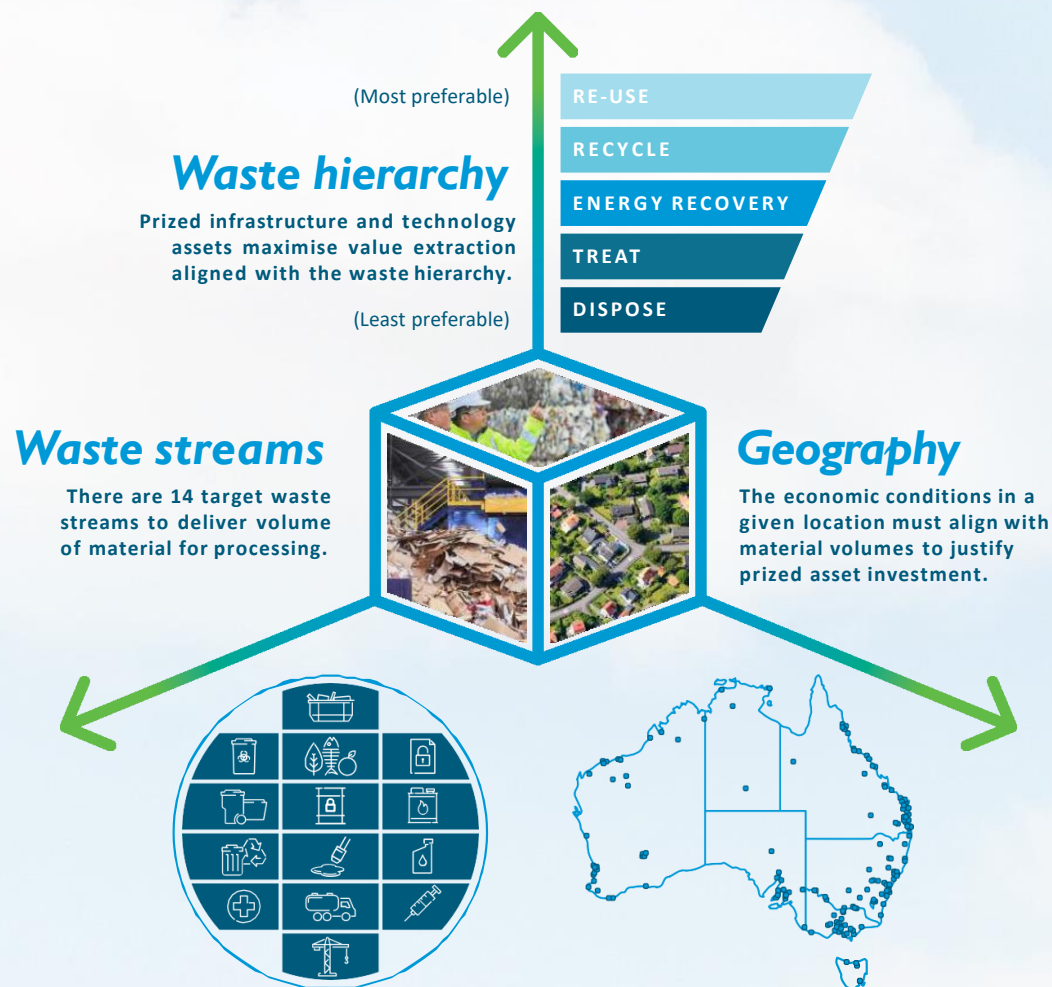 (Most preferable)
Waste hierarchy
Prized infrastructure and technology
assets maximise value extraction
aligned with the waste hierarchy.
(Least preferable)
RE-USE
RECYCLE
ENERGY RECOVERY
TREAT
DISPOSE
Waste streams
There are 14 target waste
streams to deliver volume
of material for processing.
Geography
The economic conditions in a
given location must align with
material volumes to justify
prized asset investment.